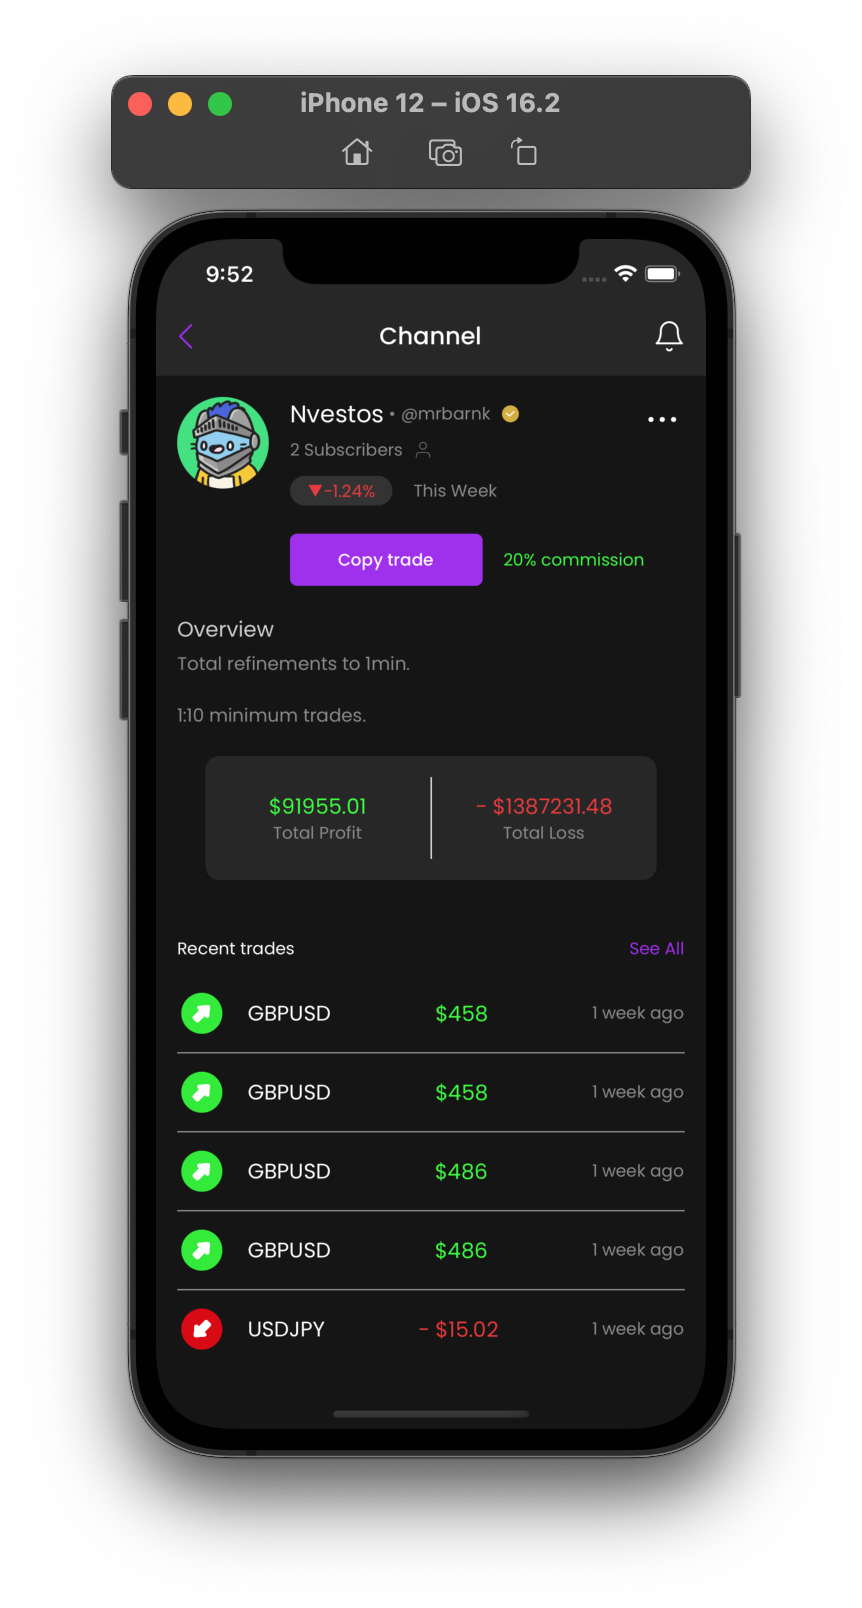 iPhone 12 – iOS 16.2
9:52
Channel
Nvestos • @mrbarnk
2 Subscribers
▼-1.24% This Week
Copy trade 20% commission
Overview
Total refinements to 1min.
1:10 minimum trades.
$91955.01 - $1387231.48
Total Profit Total Loss
Recent trades See All
GBPUSD $458 1 week ago
GBPUSD $458 1 week ago
GBPUSD $486 1 week ago
GBPUSD $486 1 week ago
USDJPY - $15.02 1 week ago